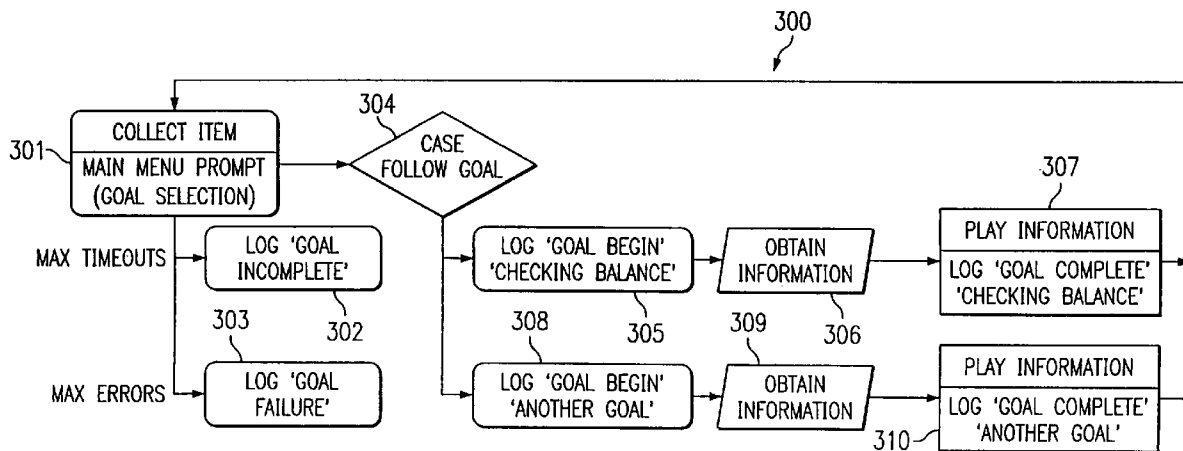 300
304
COLLECT ITEM
301
MAIN MENU PROMPT
(GOAL SELECTION)
CASE
FOLLOW GOAL
307
MAX TIMEOUTS
LOG 'GOAL
INCOMPLETE'
302
LOG 'GOAL BEGIN'
'CHECKING BALANCE'
305
OBTAIN
INFORMATION
306
PLAY INFORMATION
LOG 'GOAL COMPLETE'
'CHECKING BALANCE'
303
MAX ERRORS
LOG 'GOAL
FAILURE'
308
LOG 'GOAL BEGIN'
'ANOTHER GOAL'
309
OBTAIN
INFORMATION
PLAY INFORMATION
LOG 'GOAL COMPLETE'
'ANOTHER GOAL'
310